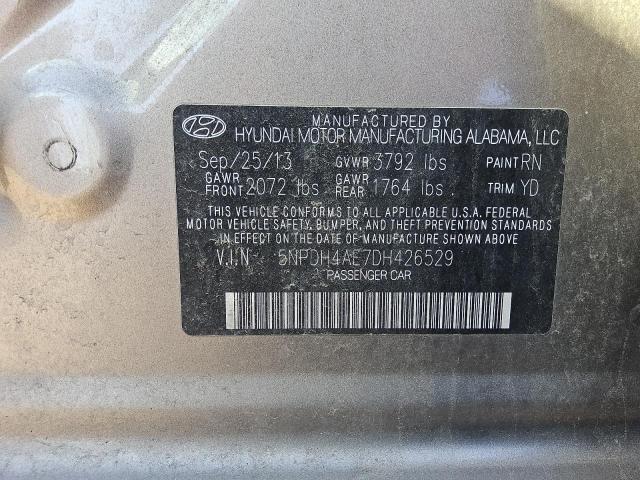 MANUFACTURED BY
HYUNDAI MOTOR MANUFACTURING ALABAMA, LLC
Sep/25/13 GVWR 3792 lbs PAINT RN
GAWR FRONT 2072 lbs GAWR REAR 1764 lbs. TRIM YD
THIS VEHICLE CONFORMS TO ALL APPLICABLE U.S.A. FEDERAL
MOTOR VEHICLE SAFETY, BUMPER, AND THEFT PREVENTION STANDARDS
IN EFFECT ON THE DATE OF MANUFACTURE SHOWN ABOVE
V.I.N 5NPDH4AE7DH426529
PASSENGER CAR